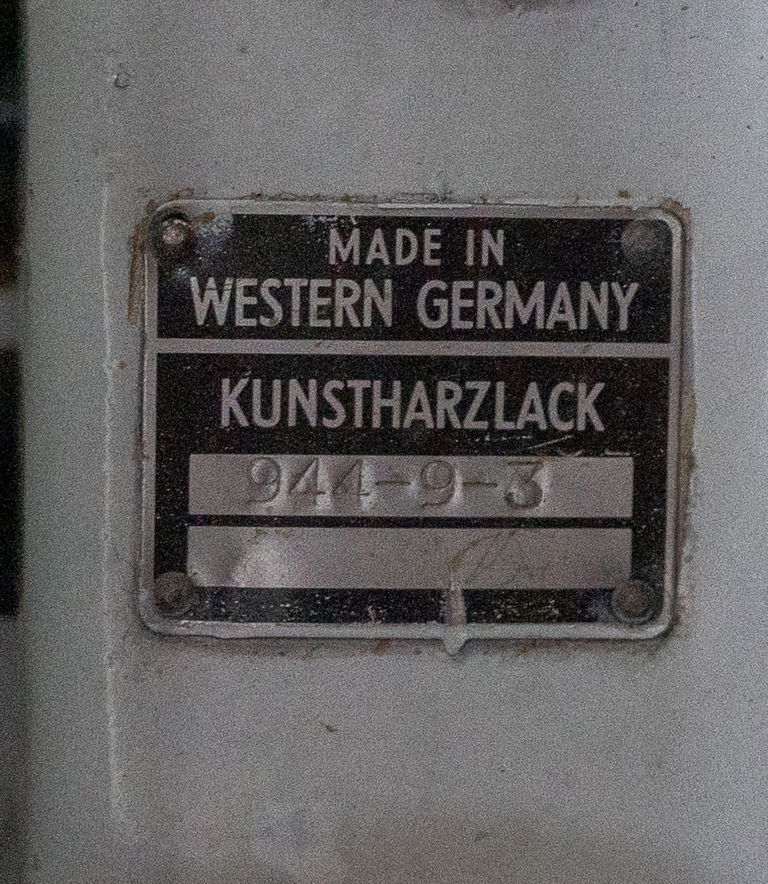 MADE IN
WESTERN GERMANY
KUNSTHARZLACK
944-9-3